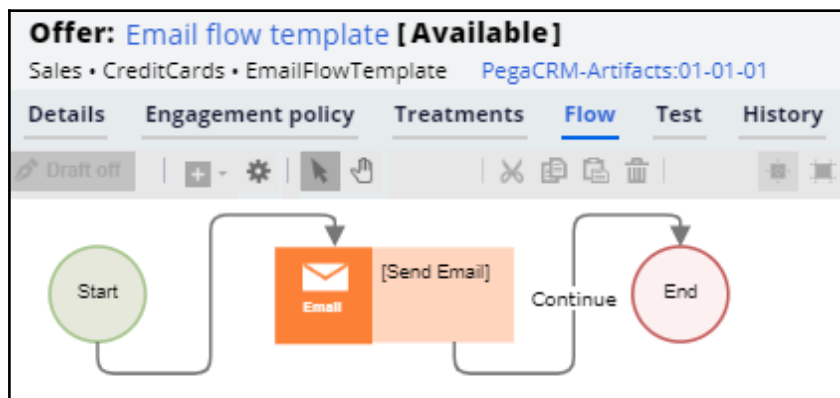 Offer: Email flow template [Available]
Sales • CreditCards • EmailFlowTemplate PegaCRM-Artifacts:01-01-01
Details Engagement policy Treatments Flow Test History
Draft off
Start
Email
[Send Email]
Continue
End